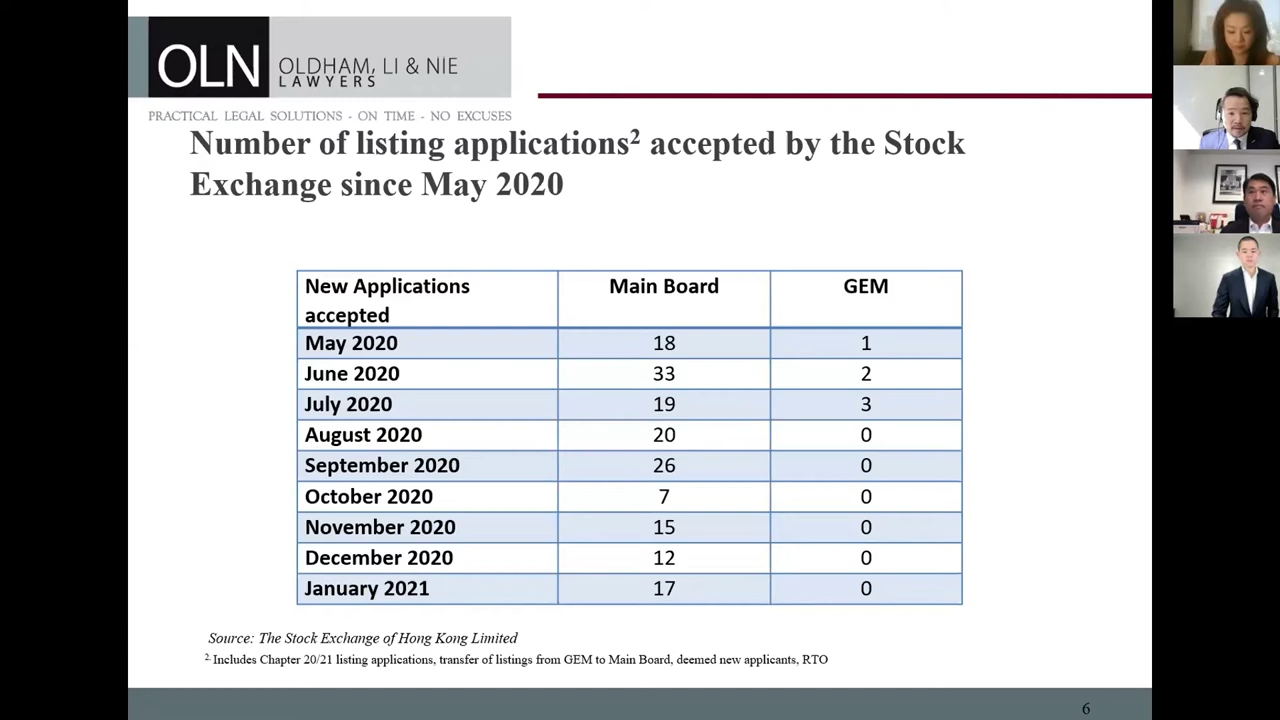 OLN
OLDHAM, LI & NIE
LAWYERS
PRACTICAL LEGAL SOLUTIONS - ON TIME - NO EXCUSES
Number of listing applications² accepted by the Stock
Exchange since May 2020
New Applications accepted Main Board GEM
May 2020 18 1
June 2020 33 2
July 2020 19 3
August 2020 20 0
September 2020 26 0
October 2020 7 0
November 2020 15 0
December 2020 12 0
January 2021 17 0
Source: The Stock Exchange of Hong Kong Limited
2. Includes Chapter 20/21 listing applications, transfer of listings from GEM to Main Board, deemed new applicants, RTO
6